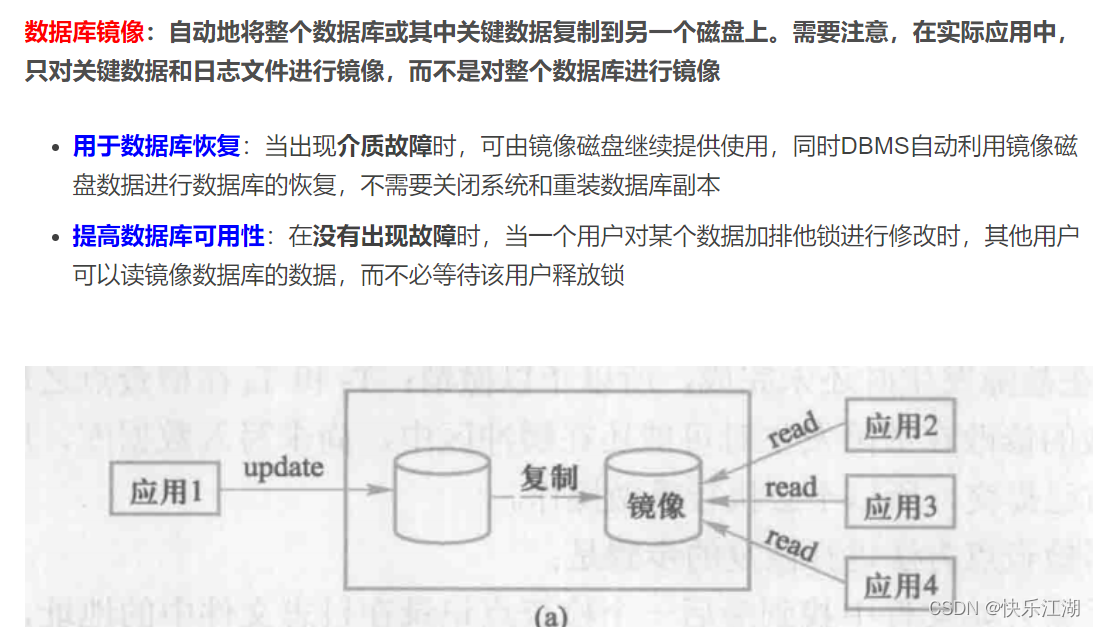 数据库镜像：自动地将整个数据库或其中关键数据复制到另一个磁盘上。需要注意，在实际应用中，
只对关键数据和日志文件进行镜像，而不是对整个数据库进行镜像
用于数据库恢复：当出现介质故障时，可由镜像磁盘继续提供使用，同时DBMS自动利用镜像磁
盘数据进行数据库的恢复，不需要关闭系统和重装数据库副本
提高数据库可用性：在没有出现故障时，当一个用户对某个数据加排他锁进行修改时，其他用户
可以读镜像数据库的数据，而不必等待该用户释放锁
应用1
update
复制
镜像
read
应用2
read
应用3
read
应用4
(a)
CSDN @快乐江湖